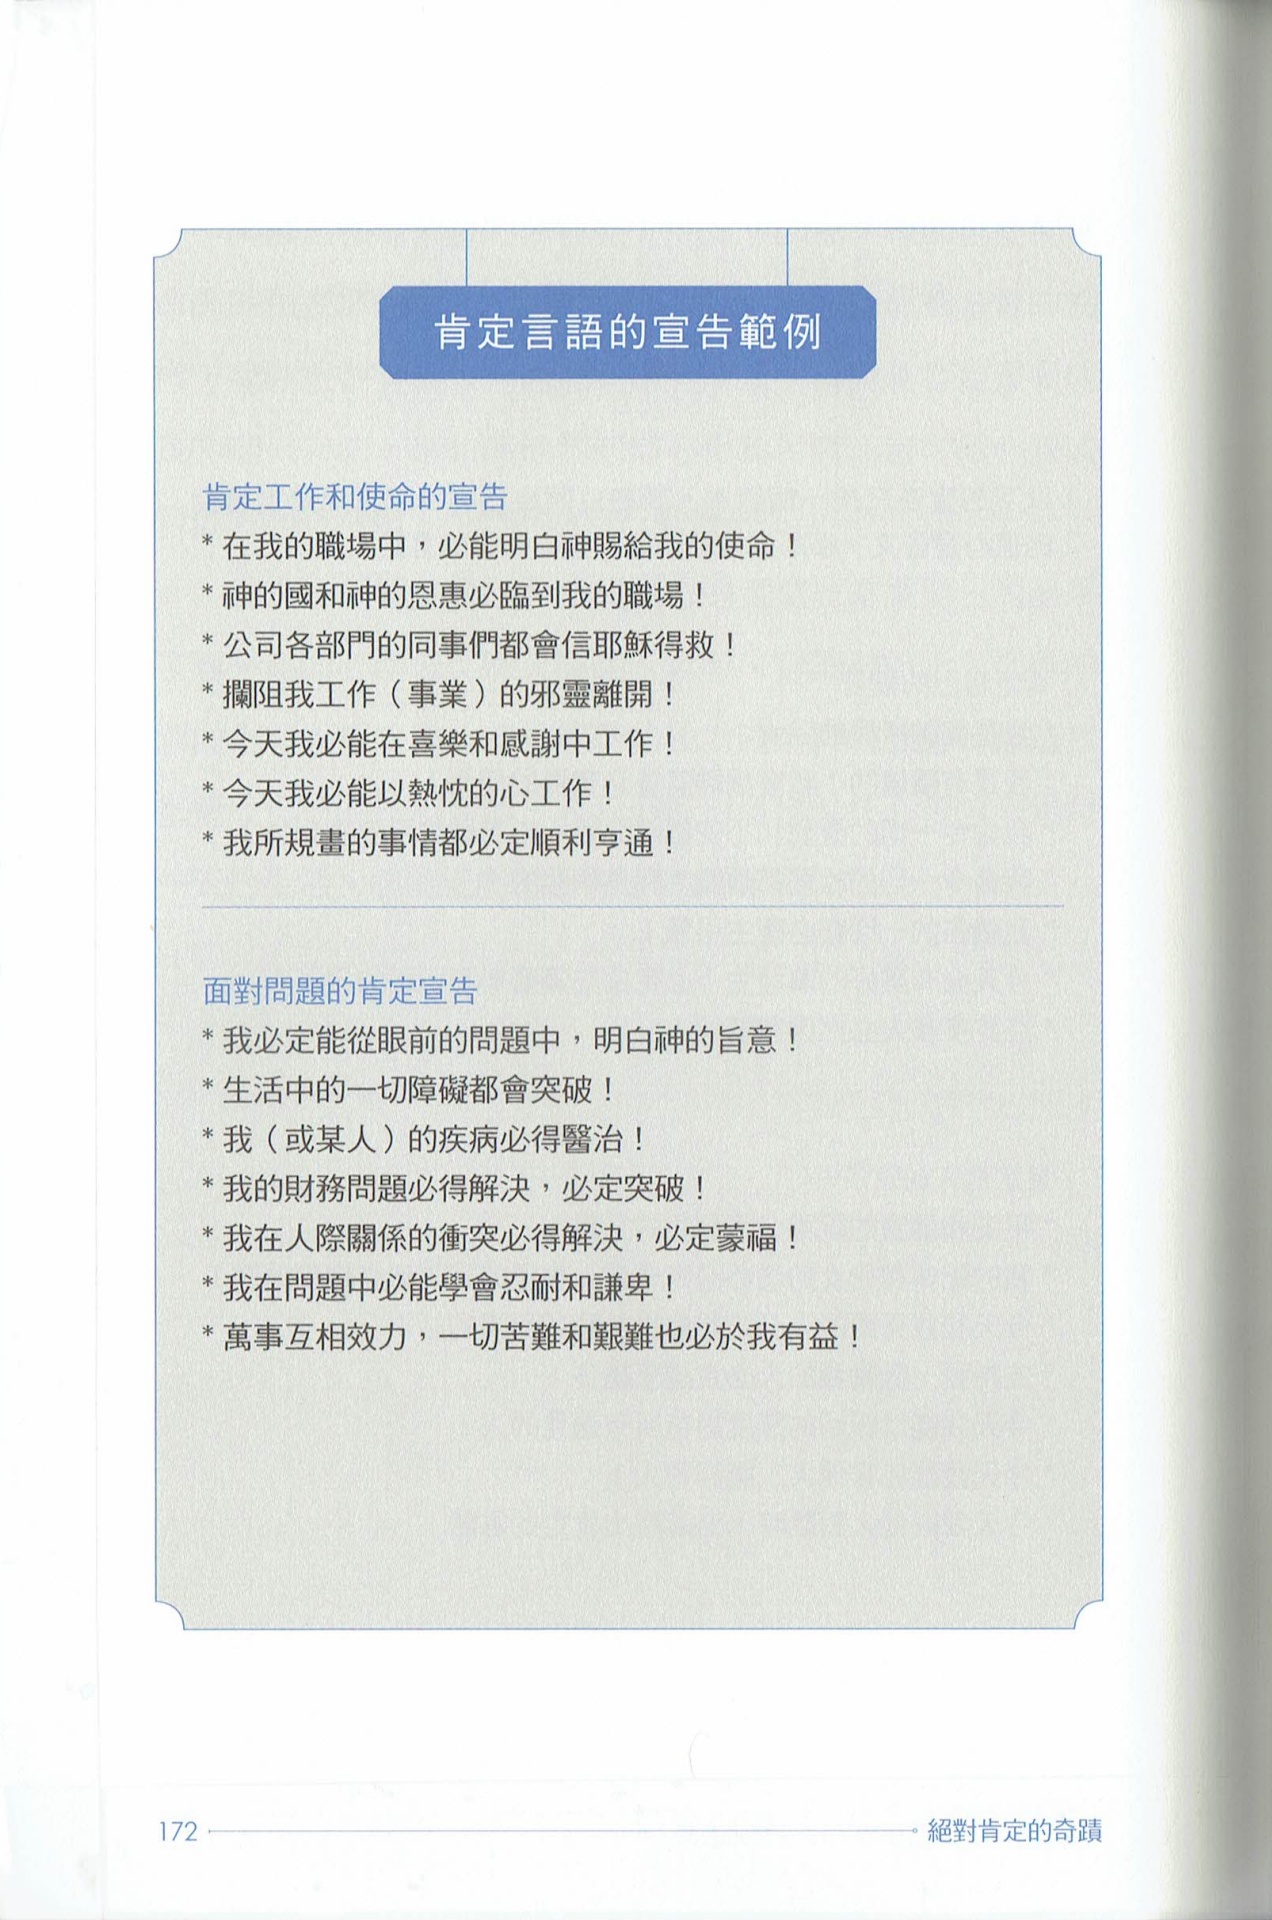 肯定言語的宣告範例
肯定工作和使命的宣告
* 在我的職場中，必能明白神賜給我的使命！
* 神的國和神的恩惠必臨到我的職場！
* 公司各部門的同事們都會信耶穌得救！
* 攔阻我工作（事業）的邪靈離開！
* 今天我必能在喜樂和感謝中工作！
* 今天我必能以熱忱的心工作！
* 我所規畫的事情都必定順利亨通！
面對問題的肯定宣告
* 我必定能從眼前的問題中，明白神的旨意！
* 生活中的一切障礙都會突破！
* 我（或某人）的疾病必得醫治！
* 我的財務問題必得解決，必定突破！
* 我在人際關係的衝突必得解決，必定蒙福！
* 我在問題中必能學會忍耐和謙卑！
* 萬事互相效力，一切苦難和艱難也必於我有益！
172 絕對肯定的奇蹟